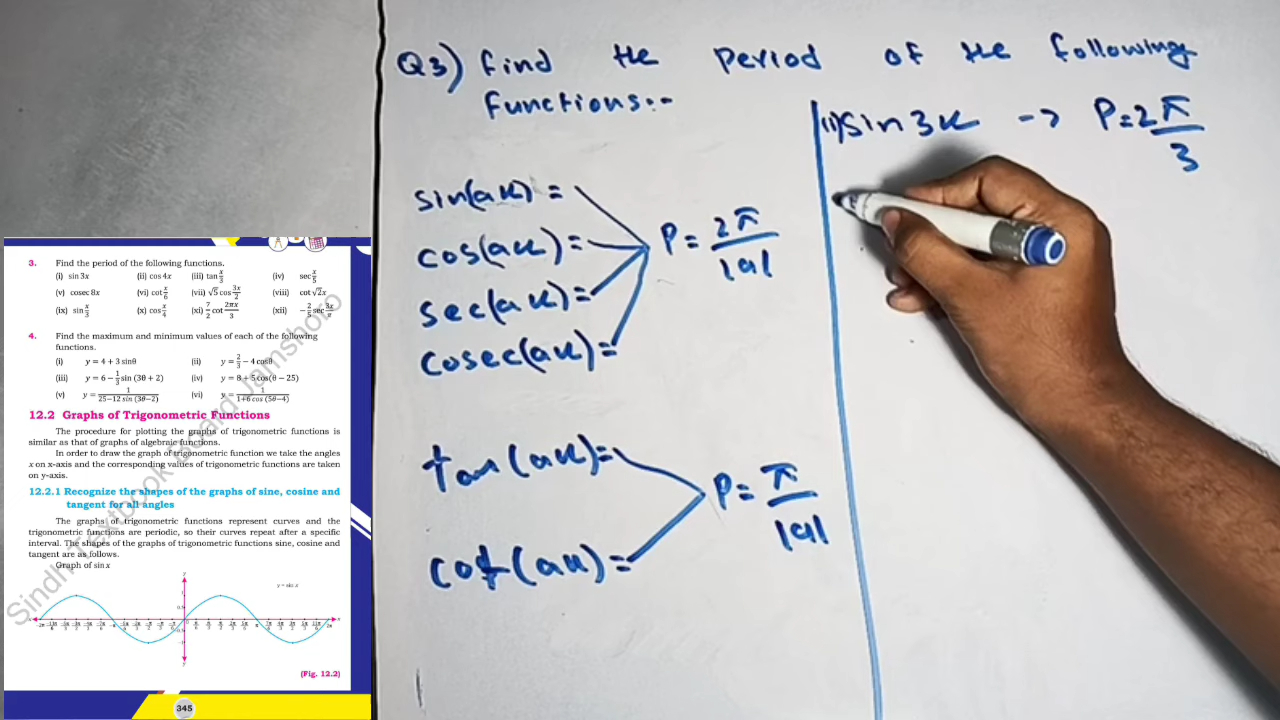 Q3) Find the Period of the following
functions:-
sin(ax) =
cos(ax) =
sec(ax) =
cosec(ax) =
P = 2π/|a|
tan(ax) =
cot(ax) =
P = π/|a|
(i) sin 3x -> P = 2π/3
3. Find the period of the following functions.
(i) sin 3x (ii) cos 4x (iii) tan x/3 (iv) sec x/5
(v) cosec 8x (vi) cot x/6 (vii) √5 cos 3x/2 (viii) cot √2x
(ix) sin x/3 (x) cos x/4 (xi) 7/2 cot 2πx/3 (xii) −2/5 sec 3x/π
4. Find the maximum and minimum values of each of the following
functions.
(i) y = 4 + 3 sinθ (ii) y = 2/3 − 4 cosθ
(iii) y = 6 − 1/3 sin (3θ + 2) (iv) y = 8 + 5 cos(θ − 25)
(v) y = 1/25−12 sin (3θ−2) (vi) y = 1/1+6 cos (5θ−4)
12.2 Graphs of Trigonometric Functions
The procedure for plotting the graphs of trigonometric functions is
similar as that of graphs of algebraic functions.
In order to draw the graph of trigonometric function we take the angles
x on x-axis and the corresponding values of trigonometric functions are taken
on y-axis.
12.2.1 Recognize the shapes of the graphs of sine, cosine and
tangent for all angles
The graphs of trigonometric functions represent curves and the
trigonometric functions are periodic, so their curves repeat after a specific
interval. The shapes of the graphs of trigonometric functions sine, cosine and
tangent are as follows.
Graph of sin x
y
y = sin x
x
y
(Fig. 12.2)
345
Sindh Textbook Board Jamshoro